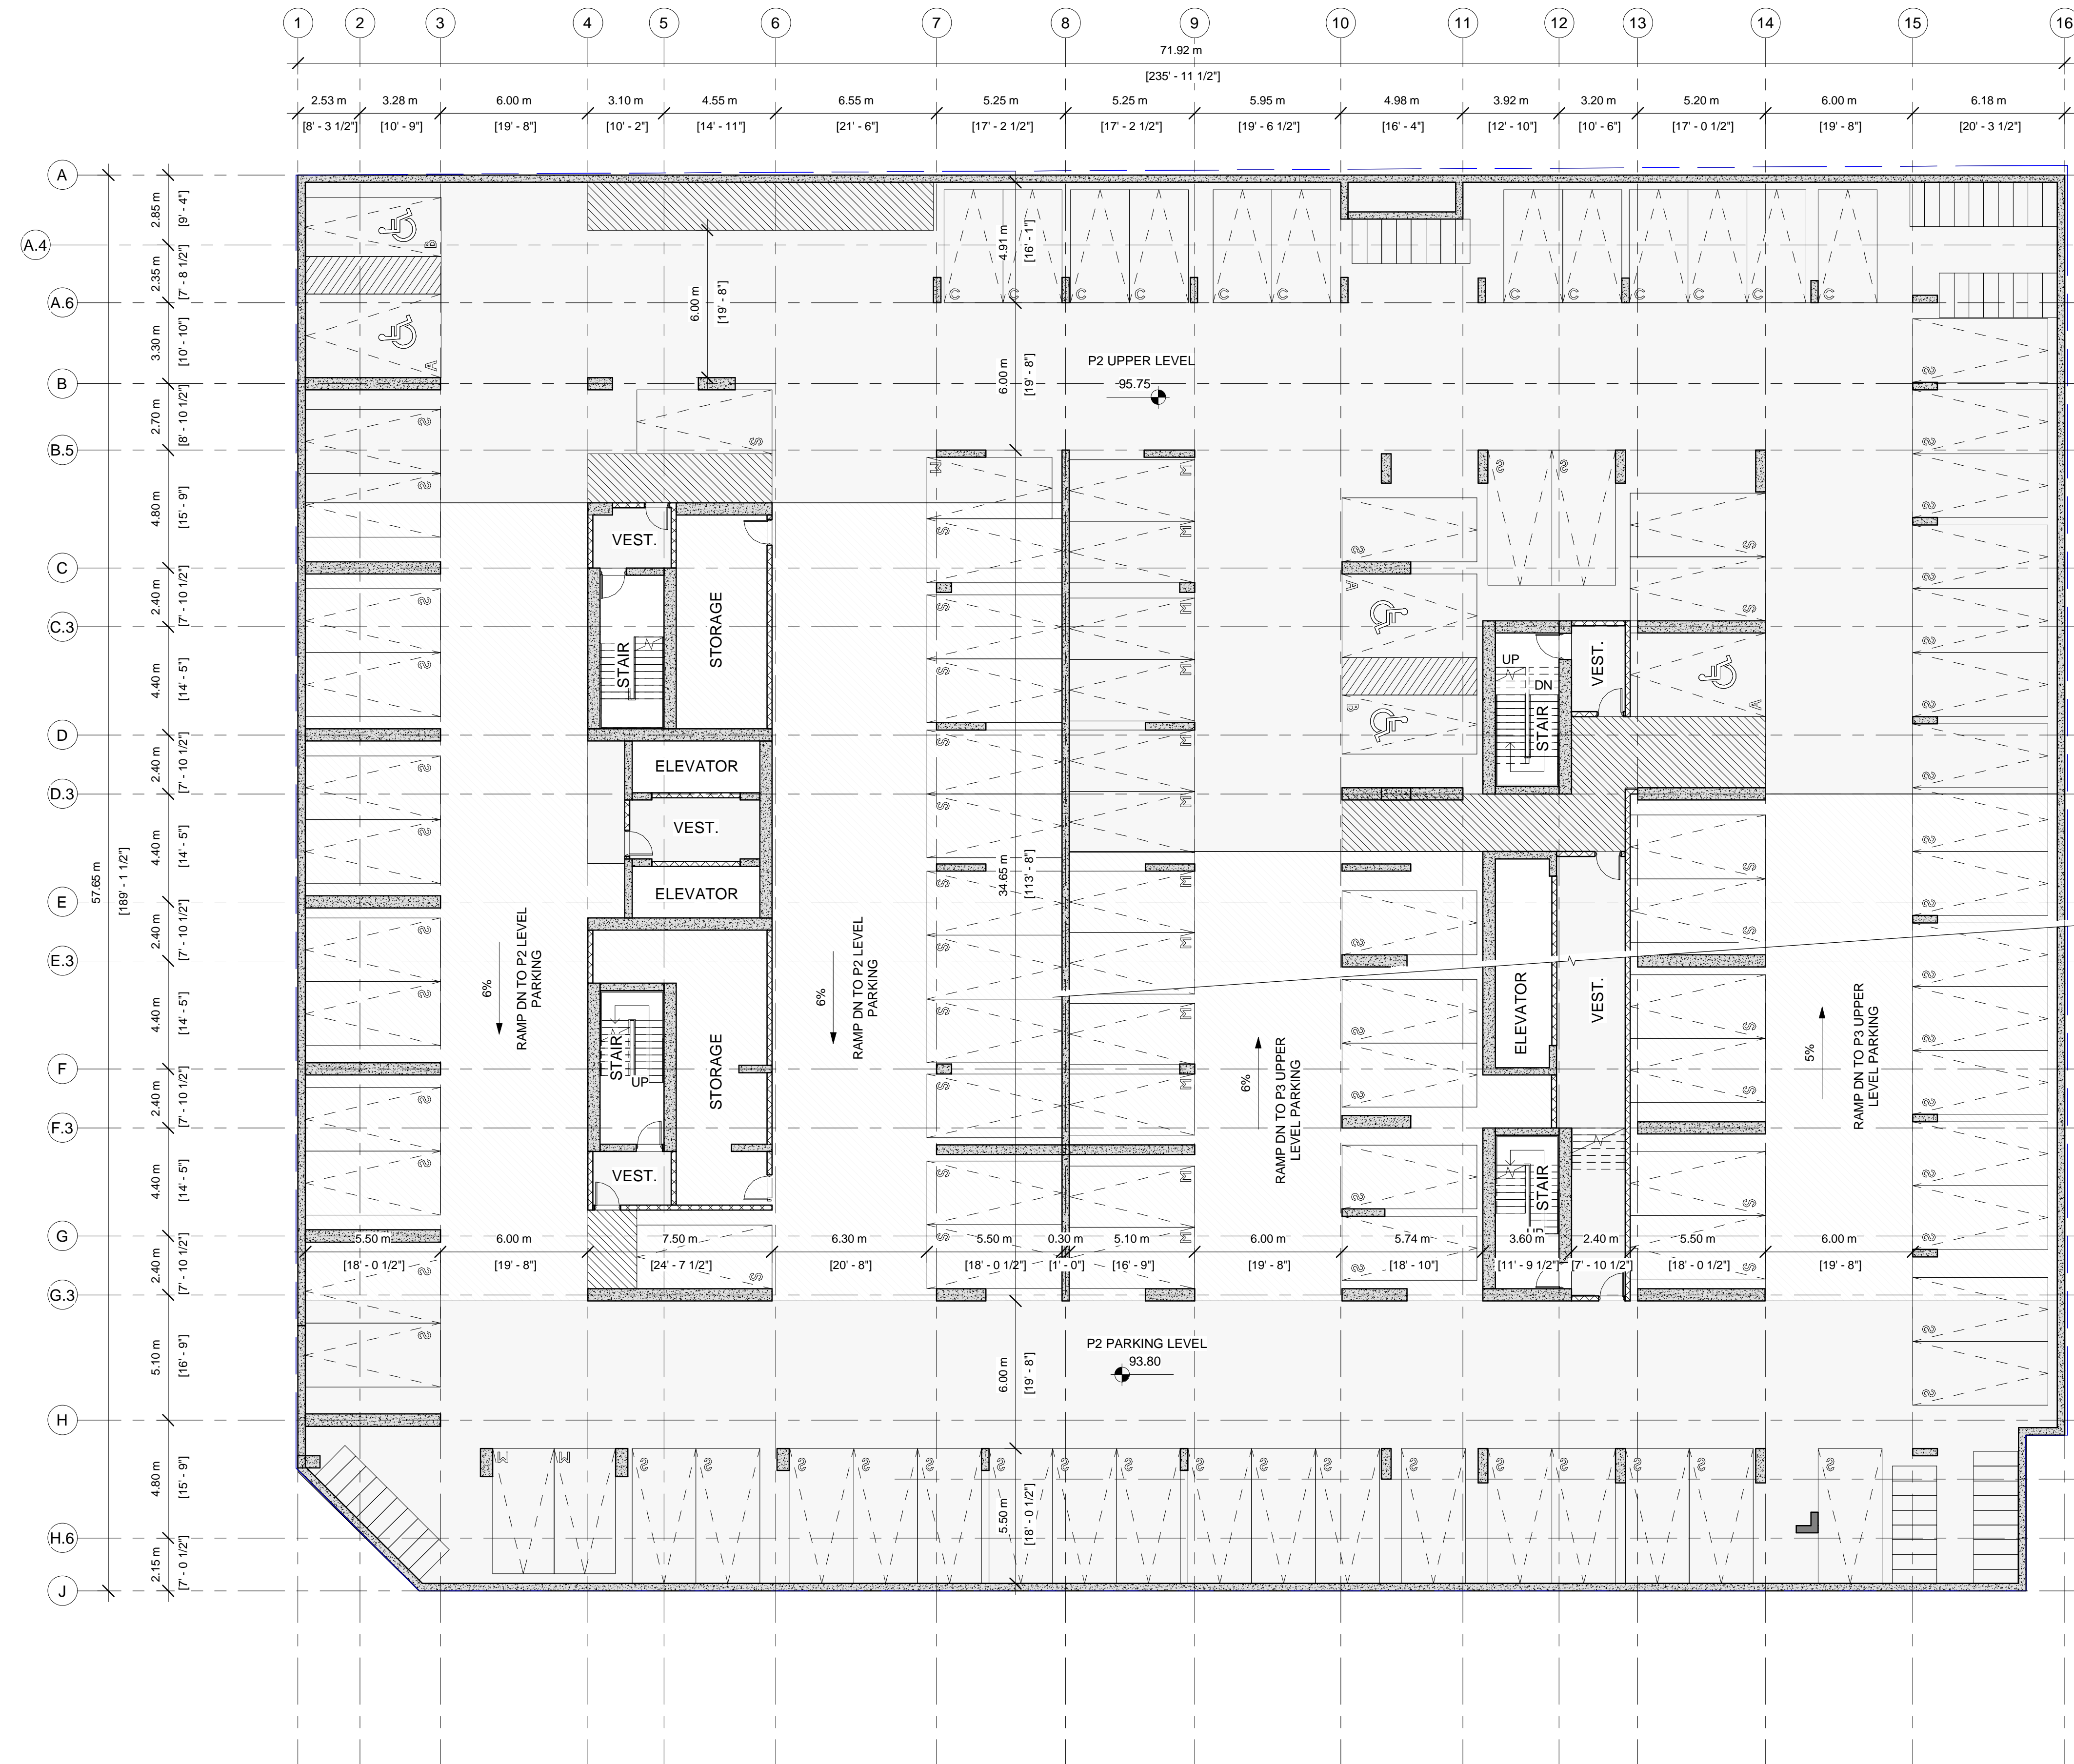 1 2 3 4 5 6 7 8 9 10 11 12 13 14 15 16
71.92 m
[235' - 11 1/2"]
2.53 m 3.28 m 6.00 m 3.10 m 4.55 m 6.55 m 5.25 m 5.25 m 5.95 m 4.98 m 3.92 m 3.20 m 5.20 m 6.00 m 6.18 m
[8' - 3 1/2"] [10' - 9"] [19' - 8"] [10' - 2"] [14' - 11"] [21' - 6"] [17' - 2 1/2"] [17' - 2 1/2"] [19' - 6 1/2"] [16' - 4"] [12' - 10"] [10' - 6"] [17' - 0 1/2"] [19' - 8"] [20' - 3 1/2"]
A
2.85 m
[9' - 4"]
A.4
2.35 m
[7' - 8 1/2"]
A.6
3.30 m
[10' - 10"]
B
2.70 m
[8' - 10 1/2"]
B.5
4.80 m
[15' - 9"]
C
2.40 m
[7' - 10 1/2"]
C.3
4.40 m
[14' - 5"]
D
2.40 m
[7' - 10 1/2"]
D.3
4.40 m
[14' - 5"]
E
2.40 m
[7' - 10 1/2"]
E.3
4.40 m
[14' - 5"]
F
2.40 m
[7' - 10 1/2"]
F.3
4.40 m
[14' - 5"]
G
2.40 m
[7' - 10 1/2"]
G.3
5.10 m
[16' - 9"]
H
4.80 m
[15' - 9"]
H.6
2.15 m
[7' - 0 1/2"]
J
57.65 m
[189' - 1 1/2"]
B
A
6.00 m
[19' - 8"]
4.91 m
[16' - 1"]
C C C C C C C C C C C C C
6.00 m
[19' - 8"]
P2 UPPER LEVEL
95.75
VEST.
STAIR
STORAGE
ELEVATOR
VEST.
ELEVATOR
STAIR
UP
STORAGE
VEST.
6%
RAMP DN TO P2 LEVEL
PARKING
6%
RAMP DN TO P2 LEVEL
PARKING
34.65 m
[113' - 8"]
A
B
UP
DN
STAIR
VEST.
A
ELEVATOR
VEST.
STAIR
6%
RAMP DN TO P3 UPPER
LEVEL PARKING
5%
RAMP DN TO P3 UPPER
LEVEL PARKING
5.50 m 6.00 m 7.50 m 6.30 m 5.50 m 0.30 m 5.10 m 6.00 m 5.74 m 3.60 m 2.40 m 5.50 m 6.00 m
[18' - 0 1/2"] [19' - 8"] [24' - 7 1/2"] [20' - 8"] [18' - 0 1/2"] [1' - 0"] [16' - 9"] [19' - 8"] [18' - 10"] [11' - 9 1/2"] [7' - 10 1/2"] [18' - 0 1/2"] [19' - 8"]
P2 PARKING LEVEL
93.80
6.00 m
[19' - 8"]
M M S S S S S S S S S S S S S S S S S
5.50 m
[18' - 0 1/2"]